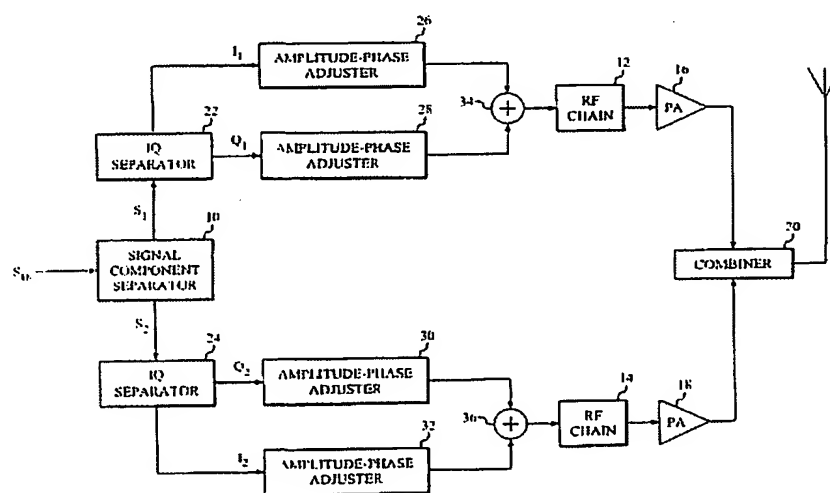 26
I1
AMPLITUDE-PHASE
ADJUSTER
12
16
34
RF
CHAIN
PA
22
28
IQ
SEPARATOR
Q1
AMPLITUDE-PHASE
ADJUSTER
S1
10
20
SIGNAL
COMPONENT
SEPARATOR
COMBINER
S2
24
30
IQ
SEPARATOR
Q2
AMPLITUDE-PHASE
ADJUSTER
14
18
36
RF
CHAIN
PA
32
I2
AMPLITUDE-PHASE
ADJUSTER